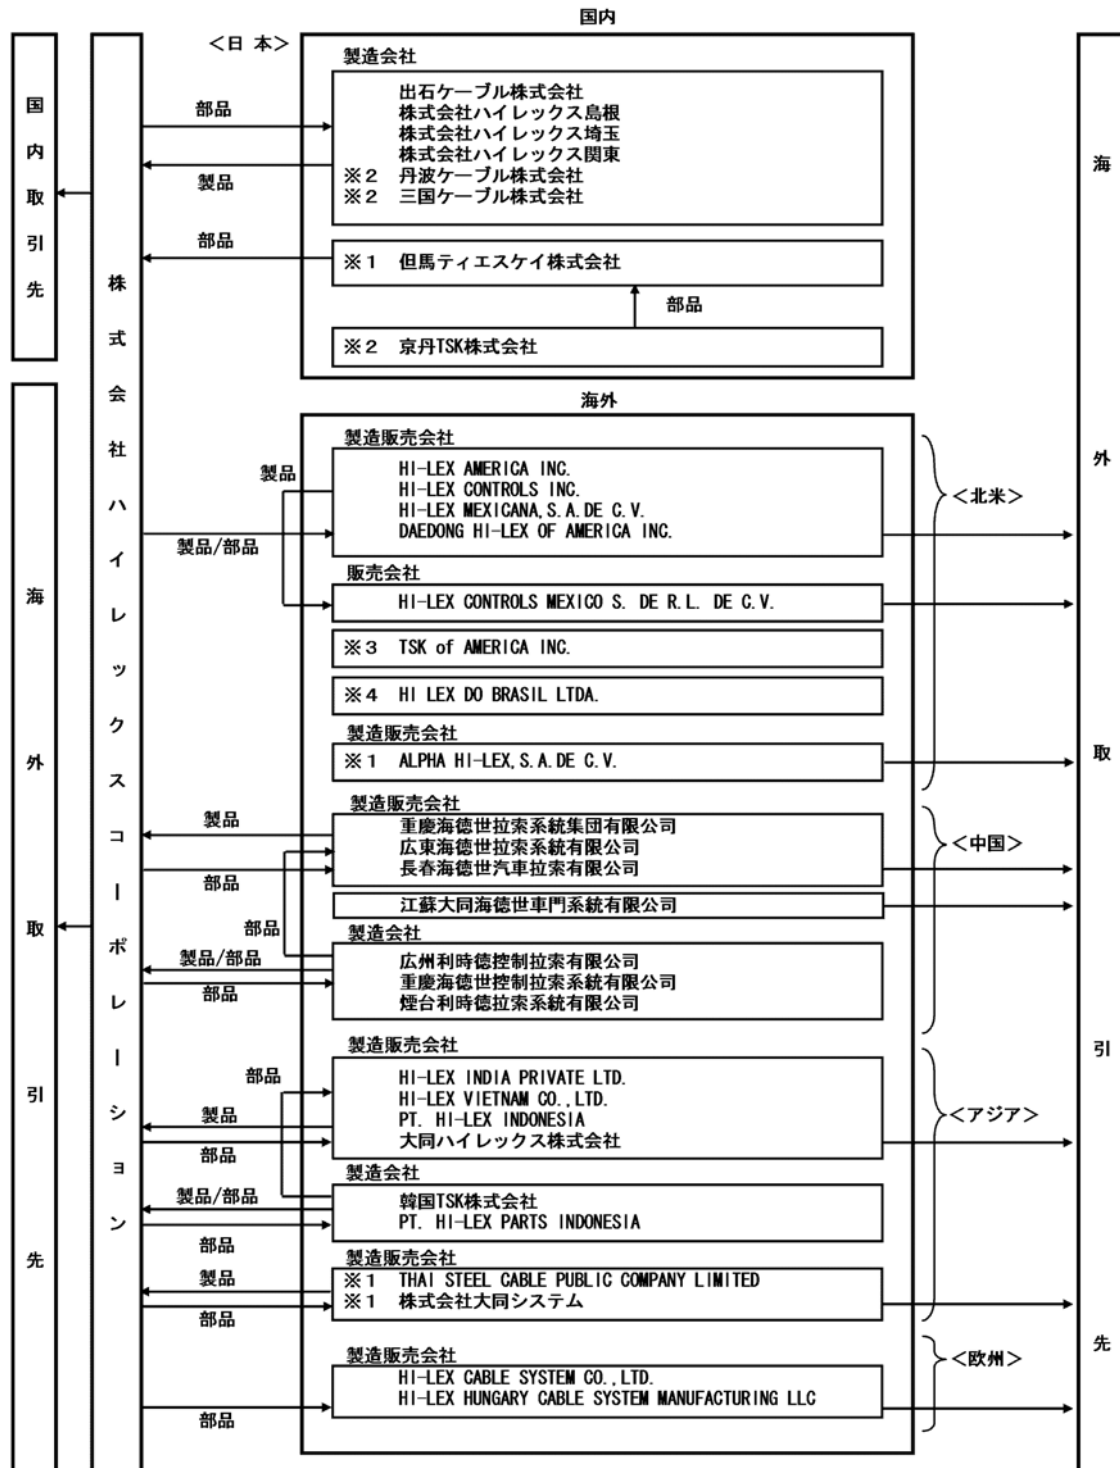 国内
国内取引先
株式会社ハイレックスコーポレーション
海外取引先
海外取引先
<日 本>
製造会社
出石ケーブル株式会社
株式会社ハイレックス島根
株式会社ハイレックス埼玉
株式会社ハイレックス関東
※2 丹波ケーブル株式会社
※2 三国ケーブル株式会社
部品
製品
部品
※1 但馬ティエスケイ株式会社
部品
※2 京丹TSK株式会社
海外
製造販売会社
HI-LEX AMERICA INC.
HI-LEX CONTROLS INC.
HI-LEX MEXICANA,S.A.DE C.V.
DAEDONG HI-LEX OF AMERICA INC.
製品
製品/部品
<北米>
販売会社
HI-LEX CONTROLS MEXICO S. DE R.L. DE C.V.
※3 TSK of AMERICA INC.
※4 HI LEX DO BRASIL LTDA.
製造販売会社
※1 ALPHA HI-LEX,S.A.DE C.V.
製造販売会社
重慶海徳世拉索系統集団有限公司
広東海徳世拉索系統有限公司
長春海徳世汽車拉索有限公司
製品
部品
<中国>
江蘇大同海徳世車門系統有限公司
部品
製造会社
広州利時徳控制拉索有限公司
重慶海徳世控制拉索系統有限公司
煙台利時徳拉索系統有限公司
製品/部品
部品
製造販売会社
部品
HI-LEX INDIA PRIVATE LTD.
HI-LEX VIETNAM CO.,LTD.
PT. HI-LEX INDONESIA
大同ハイレックス株式会社
製品
部品
<アジア>
製造会社
韓国TSK株式会社
PT. HI-LEX PARTS INDONESIA
製品/部品
部品
製造販売会社
※1 THAI STEEL CABLE PUBLIC COMPANY LIMITED
※1 株式会社大同システム
製品
部品
製造販売会社
HI-LEX CABLE SYSTEM CO.,LTD.
HI-LEX HUNGARY CABLE SYSTEM MANUFACTURING LLC
部品
<欧州>